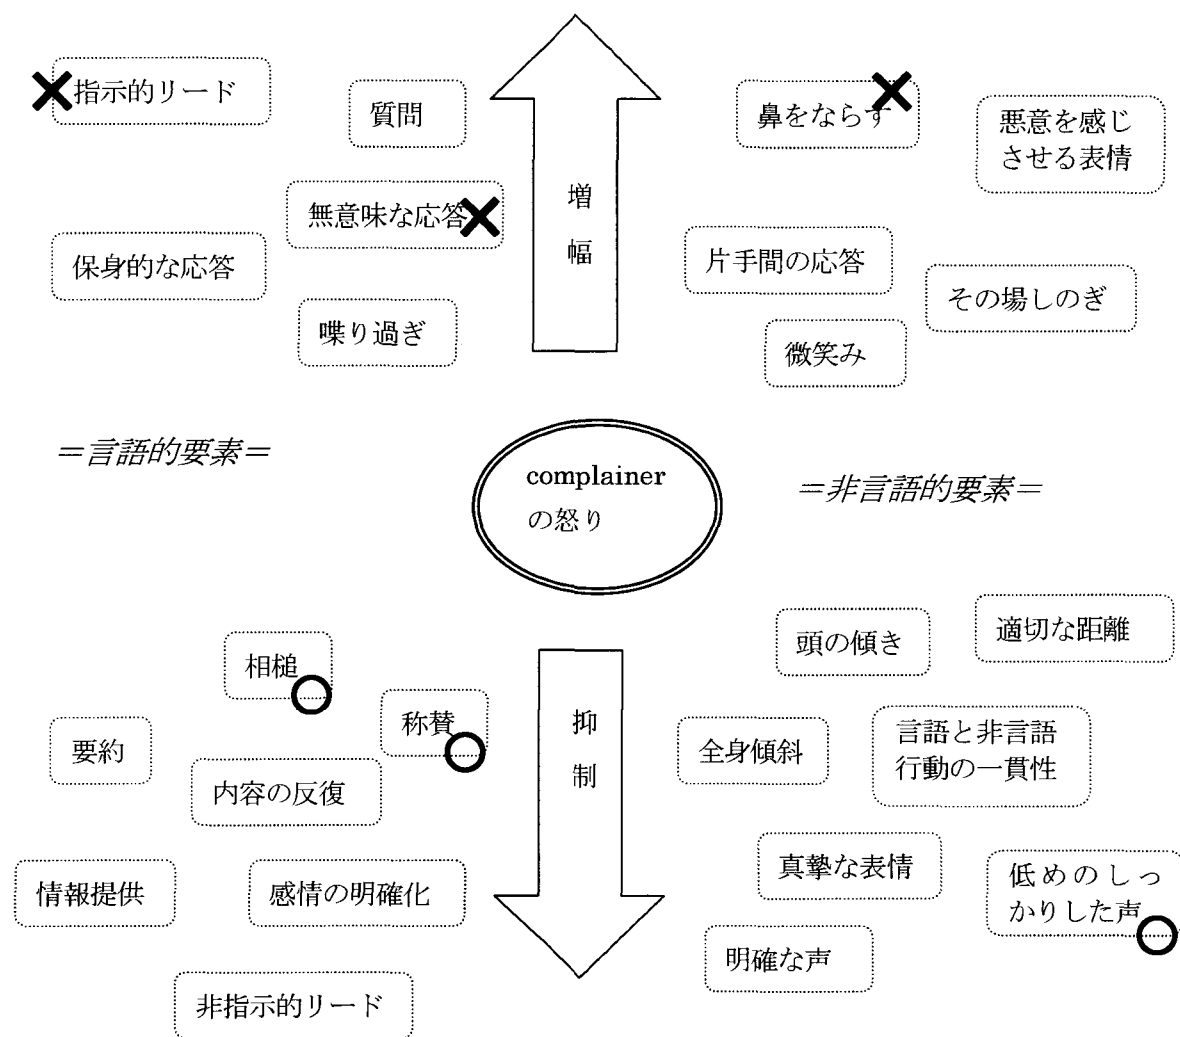 指示的リード
質問
無意味な応答
保身的な応答
喋り過ぎ
増
幅
鼻をならす
悪意を感じ
させる表情
片手間の応答
その場しのぎ
微笑み
=言語的要素=
complainer
の怒り
=非言語的要素=
相槌
称賛
要約
内容の反復
情報提供
感情の明確化
非指示的リード
抑
制
頭の傾き
適切な距離
全身傾斜
言語と非言語
行動の一貫性
真摯な表情
低めのしっ
かりした声
明確な声